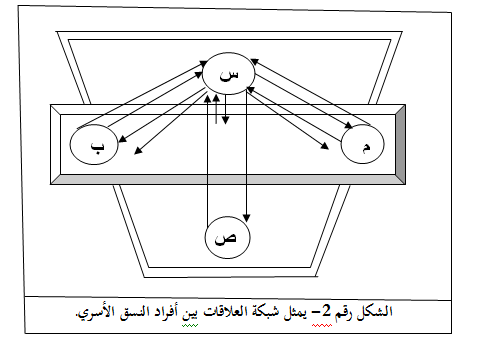 س
ب
م
ص
الشكل رقم 2– يمثل شبكة العلاقات بين أفراد النسق الأسري.